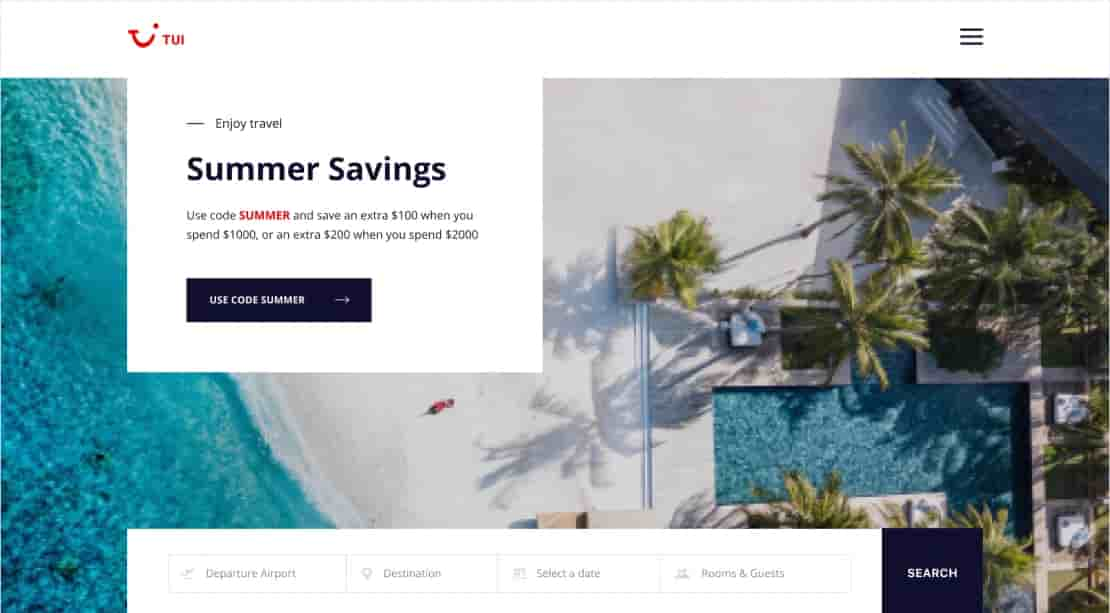 TUI
Enjoy travel
Summer Savings
Use code SUMMER and save an extra $100 when you
spend $1000, or an extra $200 when you spend $2000
USE CODE SUMMER
Departure Airport
Destination
Select a date
Rooms & Guests
SEARCH